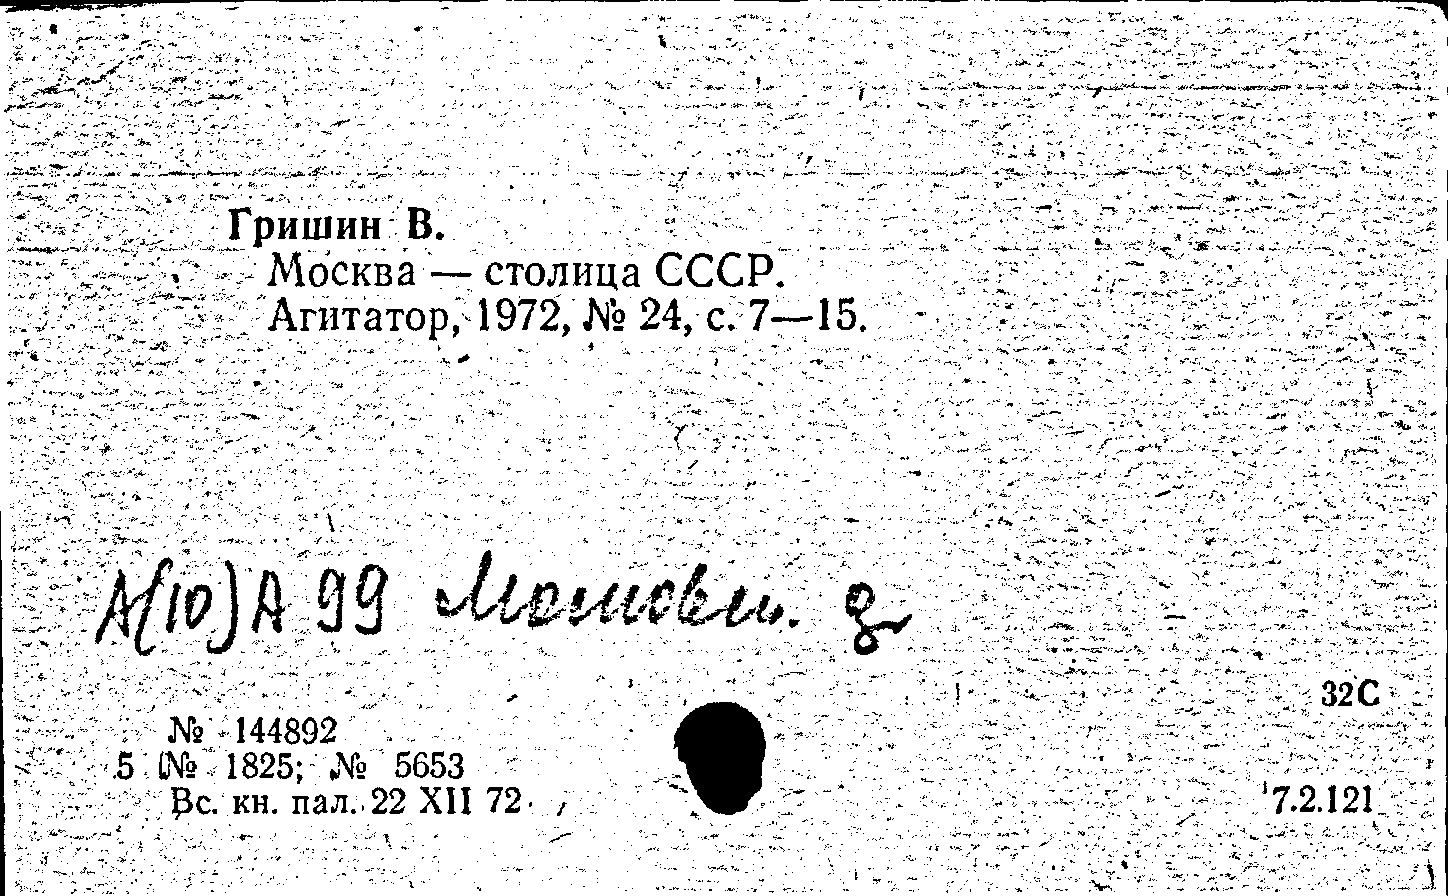 Гришин В.
Москва — столица СССР.
Агитатор, 1972, № 24, с. 7—15.
А(10)А 99
32С
№ 144892
5 № 1825; № 5653
Вс. кн. пал. 22 XII 72
7.2.121